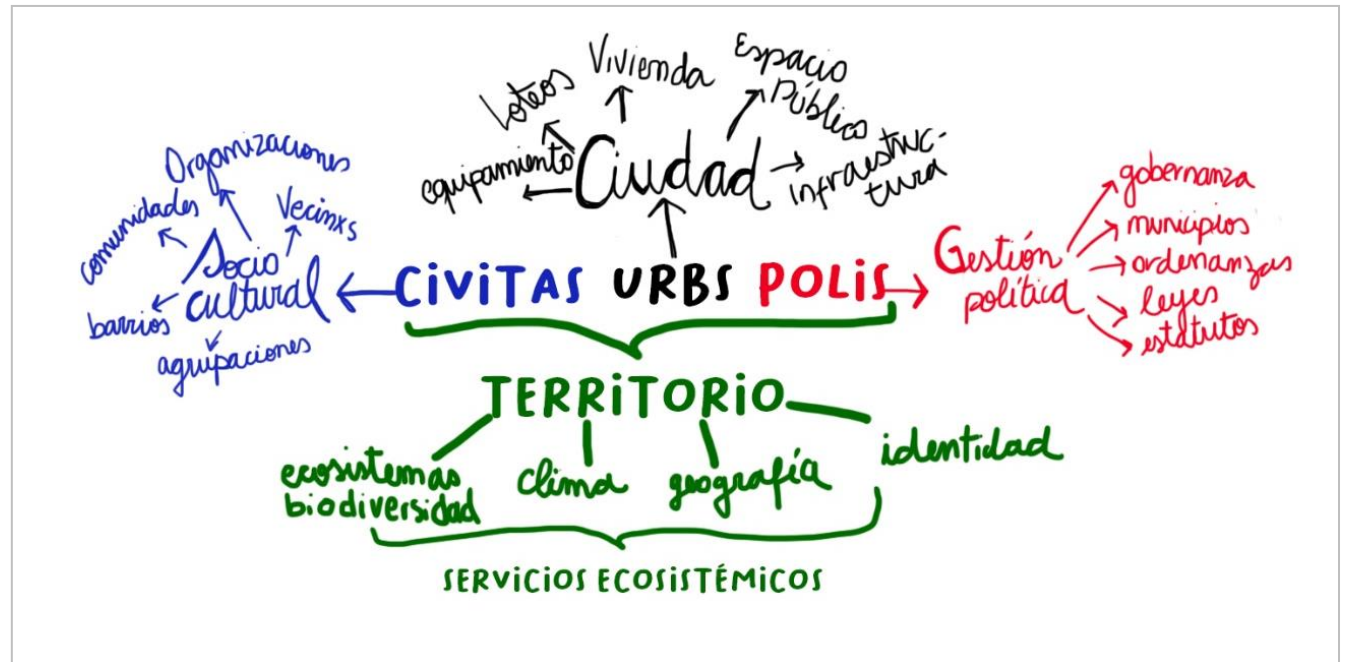 Vivienda
Espacio
Público
Loteos
equipamiento
Ciudad
infraestruc-
tura
Organizaciones
comunidades
Vecinxs
Socio
cultural
barrios
agrupaciones
CiViTAS URBS POLiS
Gestión
política
gobernanza
municipios
ordenanzas
leyes
estatutos
TERRiTORiO
ecosistemas
biodiversidad
clima
geografía
identidad
SERViCiOS ECOSiSTÉMiCOS